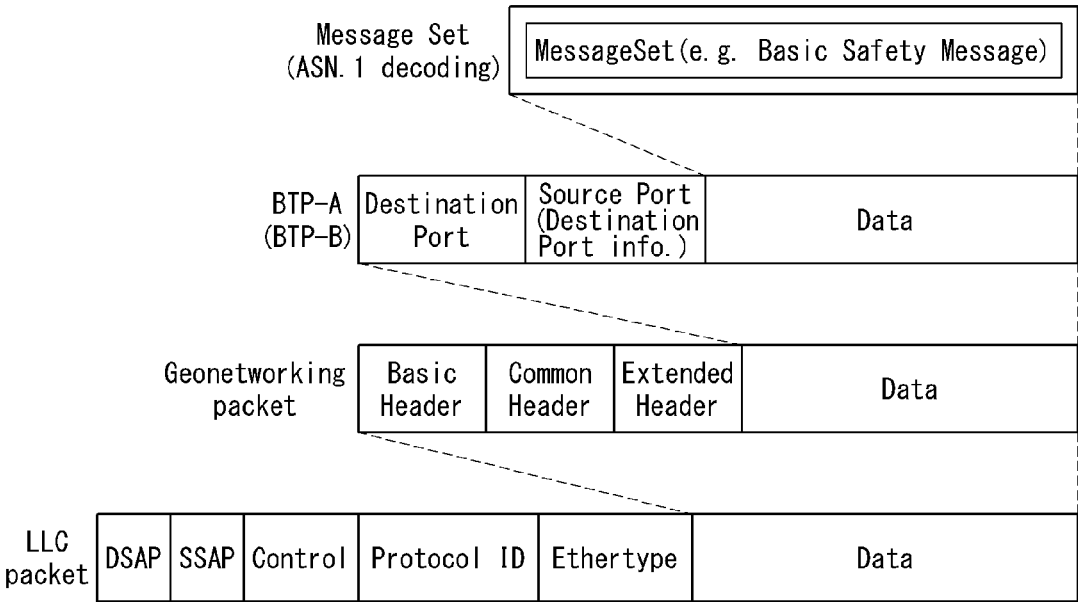 Message Set
(ASN.1 decoding)
MessageSet(e.g. Basic Safety Message)
BTP-A
(BTP-B)
Destination
Port
Source Port
(Destination
Port info.)
Data
Geonetworking
packet
Basic
Header
Common
Header
Extended
Header
Data
LLC
packet
DSAP
SSAP
Control
Protocol ID
Ethertype
Data